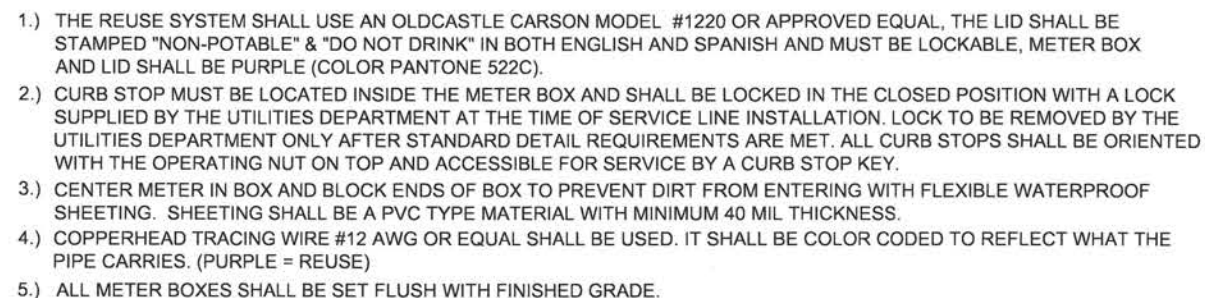 1.) THE REUSE SYSTEM SHALL USE AN OLDCASTLE CARSON MODEL #1220 OR APPROVED EQUAL, THE LID SHALL BE
STAMPED "NON-POTABLE" & "DO NOT DRINK" IN BOTH ENGLISH AND SPANISH AND MUST BE LOCKABLE, METER BOX
AND LID SHALL BE PURPLE (COLOR PANTONE 522C).
2.) CURB STOP MUST BE LOCATED INSIDE THE METER BOX AND SHALL BE LOCKED IN THE CLOSED POSITION WITH A LOCK
SUPPLIED BY THE UTILITIES DEPARTMENT AT THE TIME OF SERVICE LINE INSTALLATION. LOCK TO BE REMOVED BY THE
UTILITIES DEPARTMENT ONLY AFTER STANDARD DETAIL REQUIREMENTS ARE MET. ALL CURB STOPS SHALL BE ORIENTED
WITH THE OPERATING NUT ON TOP AND ACCESSIBLE FOR SERVICE BY A CURB STOP KEY.
3.) CENTER METER IN BOX AND BLOCK ENDS OF BOX TO PREVENT DIRT FROM ENTERING WITH FLEXIBLE WATERPROOF
SHEETING. SHEETING SHALL BE A PVC TYPE MATERIAL WITH MINIMUM 40 MIL THICKNESS.
4.) COPPERHEAD TRACING WIRE #12 AWG OR EQUAL SHALL BE USED. IT SHALL BE COLOR CODED TO REFLECT WHAT THE
PIPE CARRIES. (PURPLE = REUSE)
5.) ALL METER BOXES SHALL BE SET FLUSH WITH FINISHED GRADE.